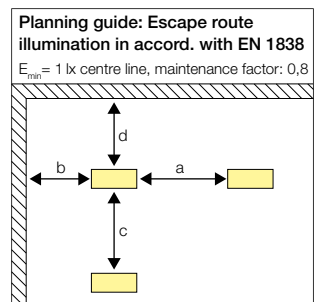 Planning guide: Escape route
illumination in accord. with EN 1838
Emin= 1 lx centre line, maintenance factor: 0,8
d
b
a
c